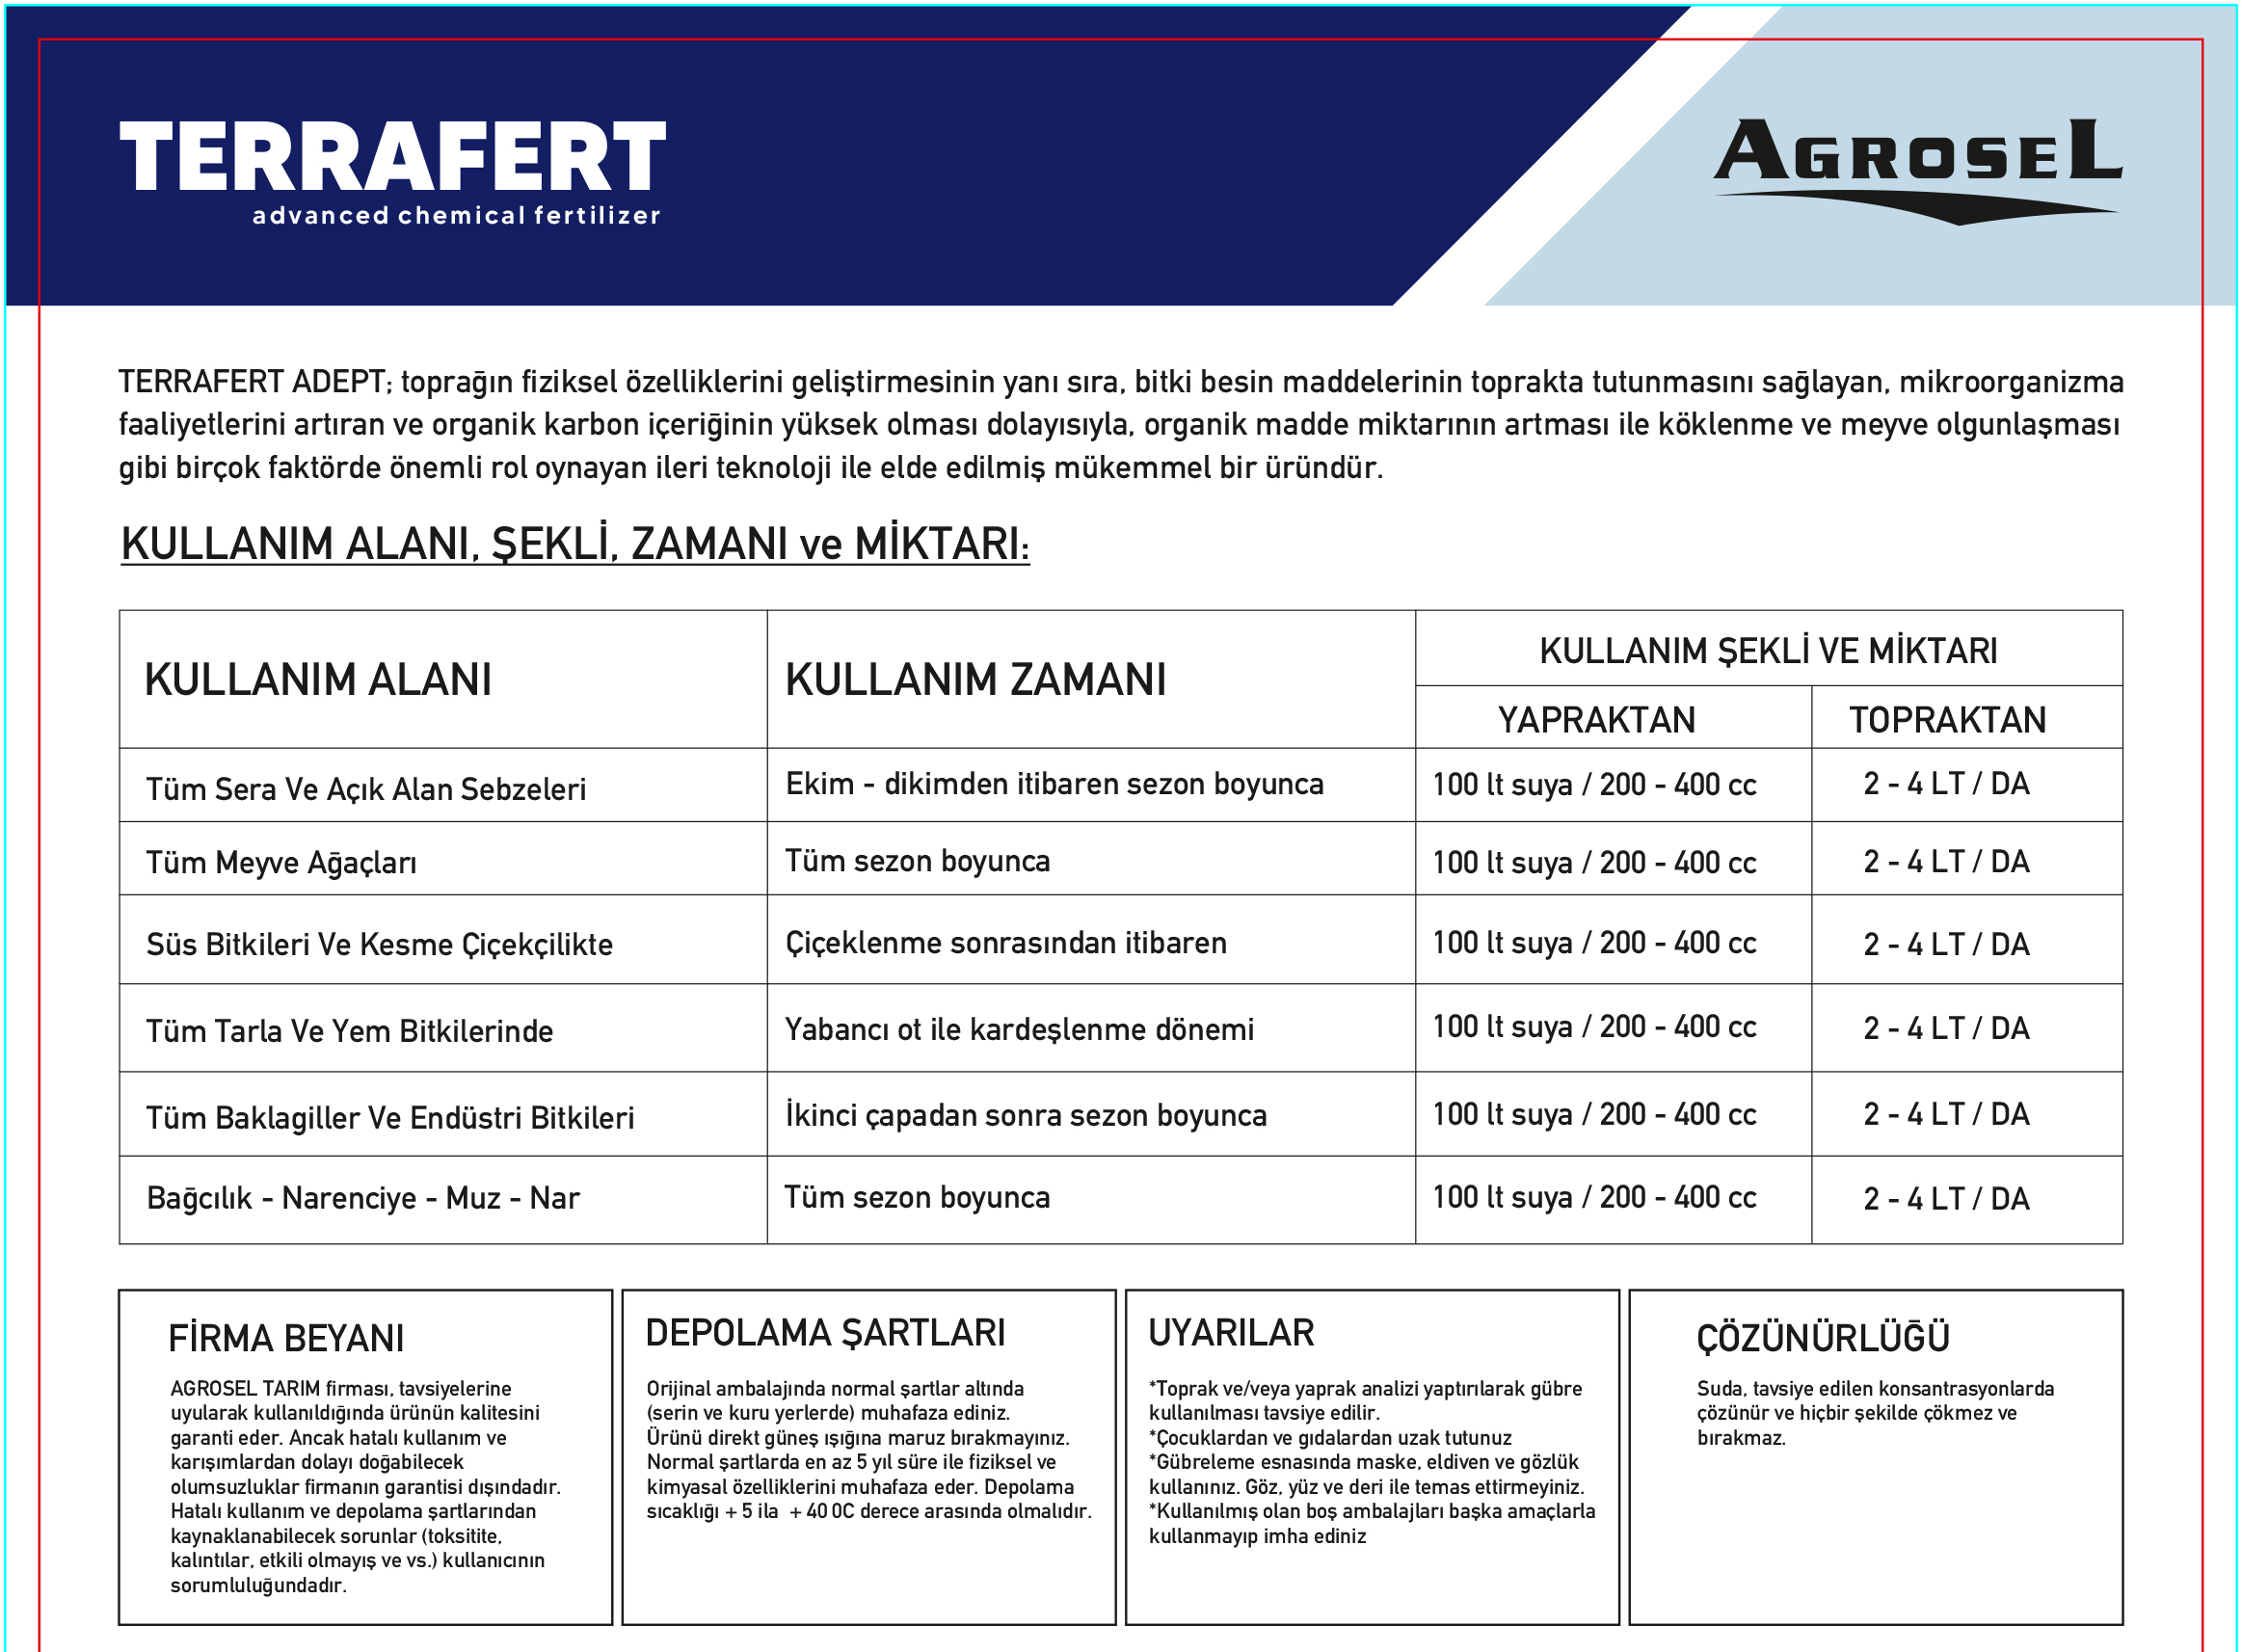 TERRAFERT
advanced chemical fertilizer
AGROSEL
TERRAFERT ADEPT; toprağın fiziksel özelliklerini geliştirmesinin yanı sıra, bitki besin maddelerinin toprakta tutunmasını sağlayan, mikroorganizma
faaliyetlerini artıran ve organik karbon içeriğinin yüksek olması dolayısıyla, organik madde miktarının artması ile köklenme ve meyve olgunlaşması
gibi birçok faktörde önemli rol oynayan ileri teknoloji ile elde edilmiş mükemmel bir üründür.
KULLANIM ALANI, ŞEKLİ, ZAMANI ve MİKTARI:
KULLANIM ALANI
KULLANIM ZAMANI
KULLANIM ŞEKLİ VE MİKTARI
YAPRAKTAN
TOPRAKTAN
Tüm Sera Ve Açık Alan Sebzeleri
Ekim - dikimden itibaren sezon boyunca
100 lt suya / 200 - 400 cc
2 - 4 LT / DA
Tüm Meyve Ağaçları
Tüm sezon boyunca
100 lt suya / 200 - 400 cc
2 - 4 LT / DA
Süs Bitkileri Ve Kesme Çiçekçilikte
Çiçeklenme sonrasından itibaren
100 lt suya / 200 - 400 cc
2 - 4 LT / DA
Tüm Tarla Ve Yem Bitkilerinde
Yabancı ot ile kardeşlenme dönemi
100 lt suya / 200 - 400 cc
2 - 4 LT / DA
Tüm Baklagiller Ve Endüstri Bitkileri
İkinci çapadan sonra sezon boyunca
100 lt suya / 200 - 400 cc
2 - 4 LT / DA
Bağcılık - Narenciye - Muz - Nar
Tüm sezon boyunca
100 lt suya / 200 - 400 cc
2 - 4 LT / DA
FİRMA BEYANI
AGROSEL TARIM firması, tavsiyelerine
uyularak kullanıldığında ürünün kalitesini
garanti eder. Ancak hatalı kullanım ve
karışımlardan dolayı doğabilecek
olumsuzluklar firmanın garantisi dışındadır.
Hatalı kullanım ve depolama şartlarından
kaynaklanabilecek sorunlar (toksitite,
kalıntılar, etkili olmayış ve vs.) kullanıcının
sorumluluğundadır.
DEPOLAMA ŞARTLARI
Orijinal ambalajında normal şartlar altında
(serin ve kuru yerlerde) muhafaza ediniz.
Ürünü direkt güneş ışığına maruz bırakmayınız.
Normal şartlarda en az 5 yıl süre ile fiziksel ve
kimyasal özelliklerini muhafaza eder. Depolama
sıcaklığı + 5 ila  + 40 0C derece arasında olmalıdır.
UYARILAR
*Toprak ve/veya yaprak analizi yaptırılarak gübre
kullanılması tavsiye edilir.
*Çocuklardan ve gıdalardan uzak tutunuz
*Gübreleme esnasında maske, eldiven ve gözlük
kullanınız. Göz, yüz ve deri ile temas ettirmeyiniz.
*Kullanılmış olan boş ambalajları başka amaçlarla
kullanmayıp imha ediniz
ÇÖZÜNÜRLÜĞÜ
Suda, tavsiye edilen konsantrasyonlarda
çözünür ve hiçbir şekilde çökmez ve
bırakmaz.